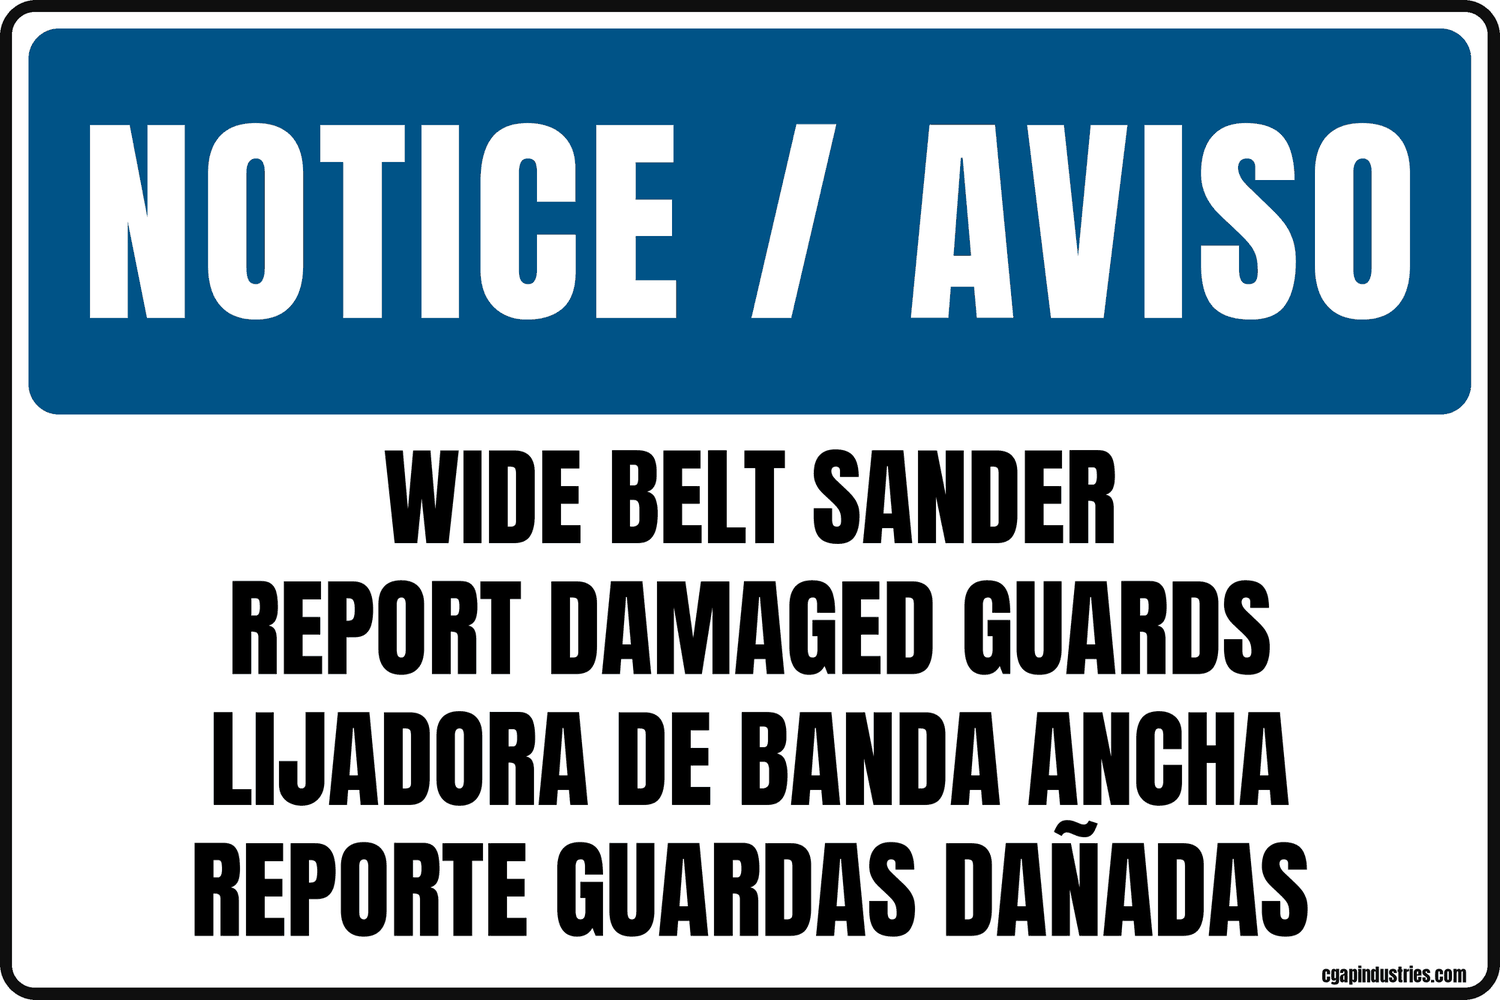 NOTICE / AVISO
WIDE BELT SANDER
REPORT DAMAGED GUARDS
LIJADORA DE BANDA ANCHA
REPORTE GUARDAS DAÑADAS
cgapindustries.com